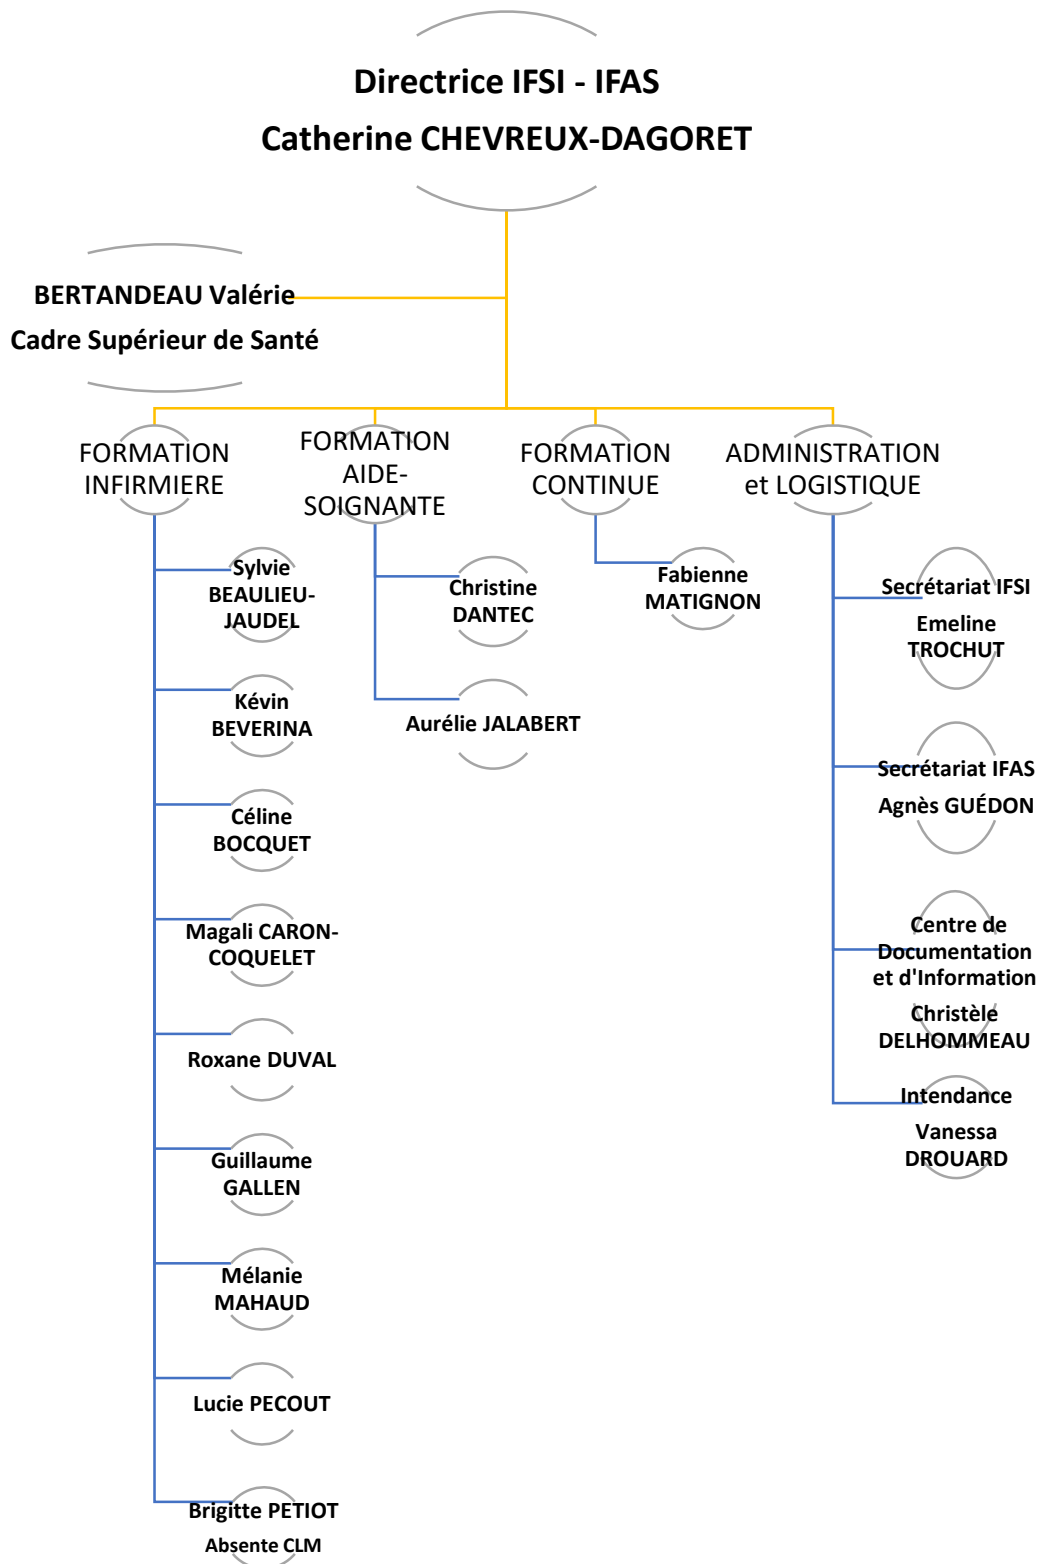 Directrice IFSI - IFAS
Catherine CHEVREUX-DAGORET
BERTANDEAU Valérie
Cadre Supérieur de Santé
FORMATION
INFIRMIERE
Sylvie
BEAULIEU-
JAUDEL
Kévin
BEVERINA
Céline
BOCQUET
Magali CARON-
COQUELET
Roxane DUVAL
Guillaume
GALLEN
Mélanie
MAHAUD
Lucie PECOUT
Brigitte PETIOT
Absente CLM
FORMATION
AIDE-
SOIGNANTE
Christine
DANTEC
Aurélie JALABERT
FORMATION
CONTINUE
Fabienne
MATIGNON
ADMINISTRATION
et LOGISTIQUE
Secrétariat IFSI
Emeline
TROCHUT
Secrétariat IFAS
Agnès GUÉDON
Centre de
Documentation
et d'Information
Christèle
DELHOMMEAU
Intendance
Vanessa
DROUARD